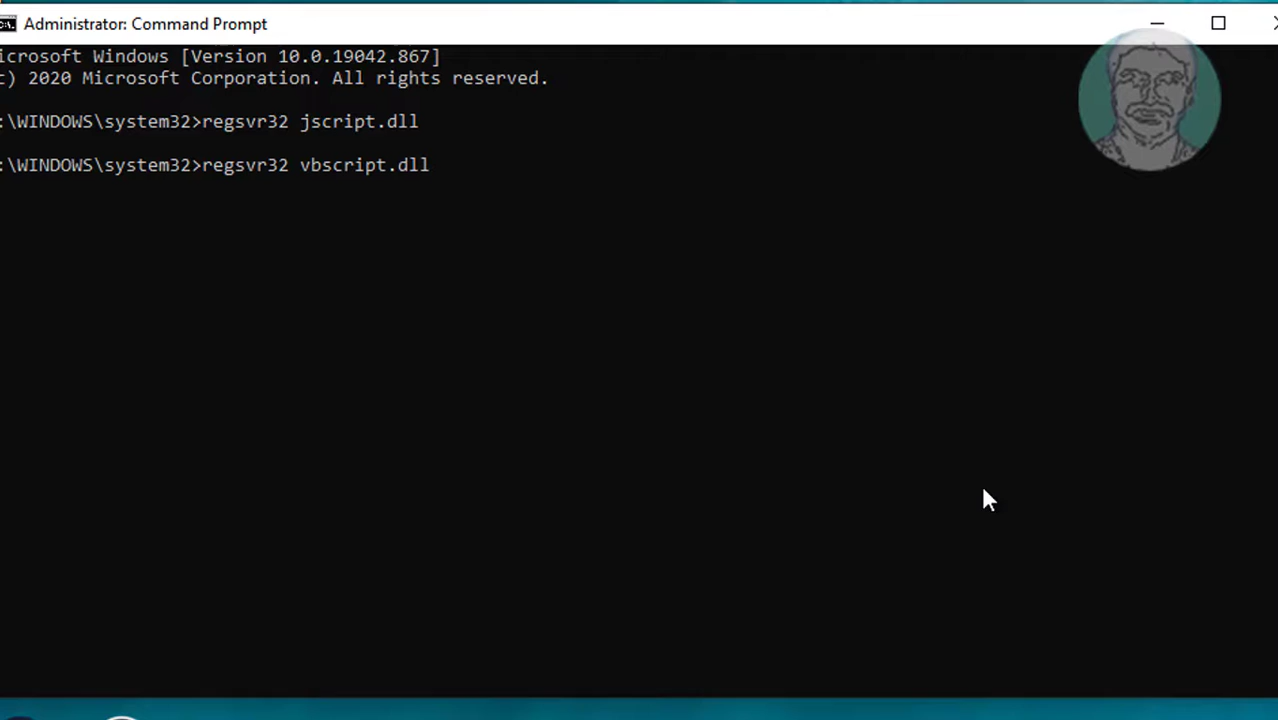 Administrator: Command Prompt
icrosoft Windows [Version 10.0.19042.867]
c) 2020 Microsoft Corporation. All rights reserved.
:\WINDOWS\system32>regsvr32 jscript.dll
:\WINDOWS\system32>regsvr32 vbscript.dll